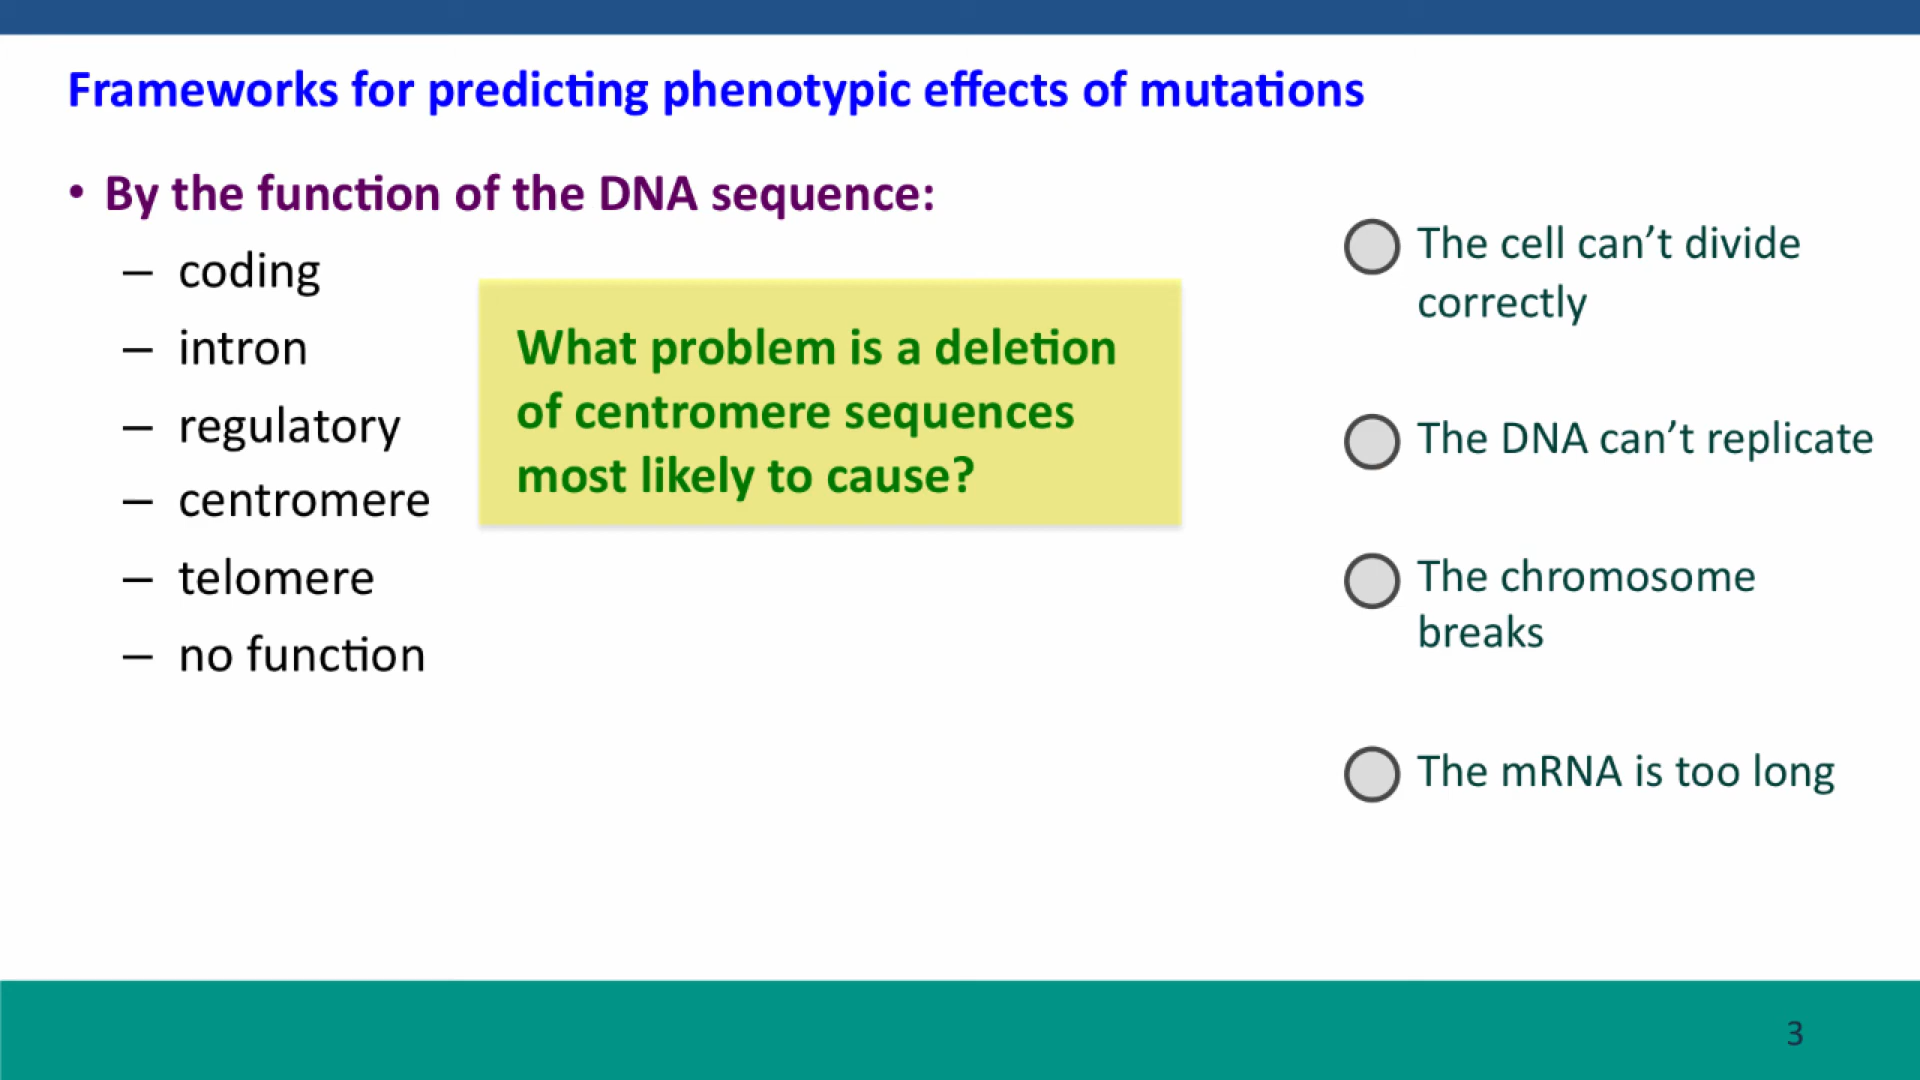 Frameworks for predicting phenotypic effects of mutations
• By the function of the DNA sequence:
– coding
– intron
– regulatory
– centromere
– telomere
– no function
What problem is a deletion
of centromere sequences
most likely to cause?
The cell can’t divide
correctly
The DNA can’t replicate
The chromosome
breaks
The mRNA is too long
3